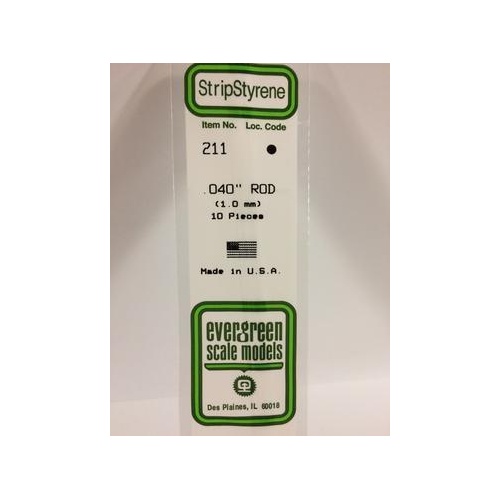 StripStyrene
Item No. Loc. Code
211
.040" ROD
(1.0 mm)
10 Pieces
Made in U.S.A.
evergreen
scale models
Des Plaines, IL 60018